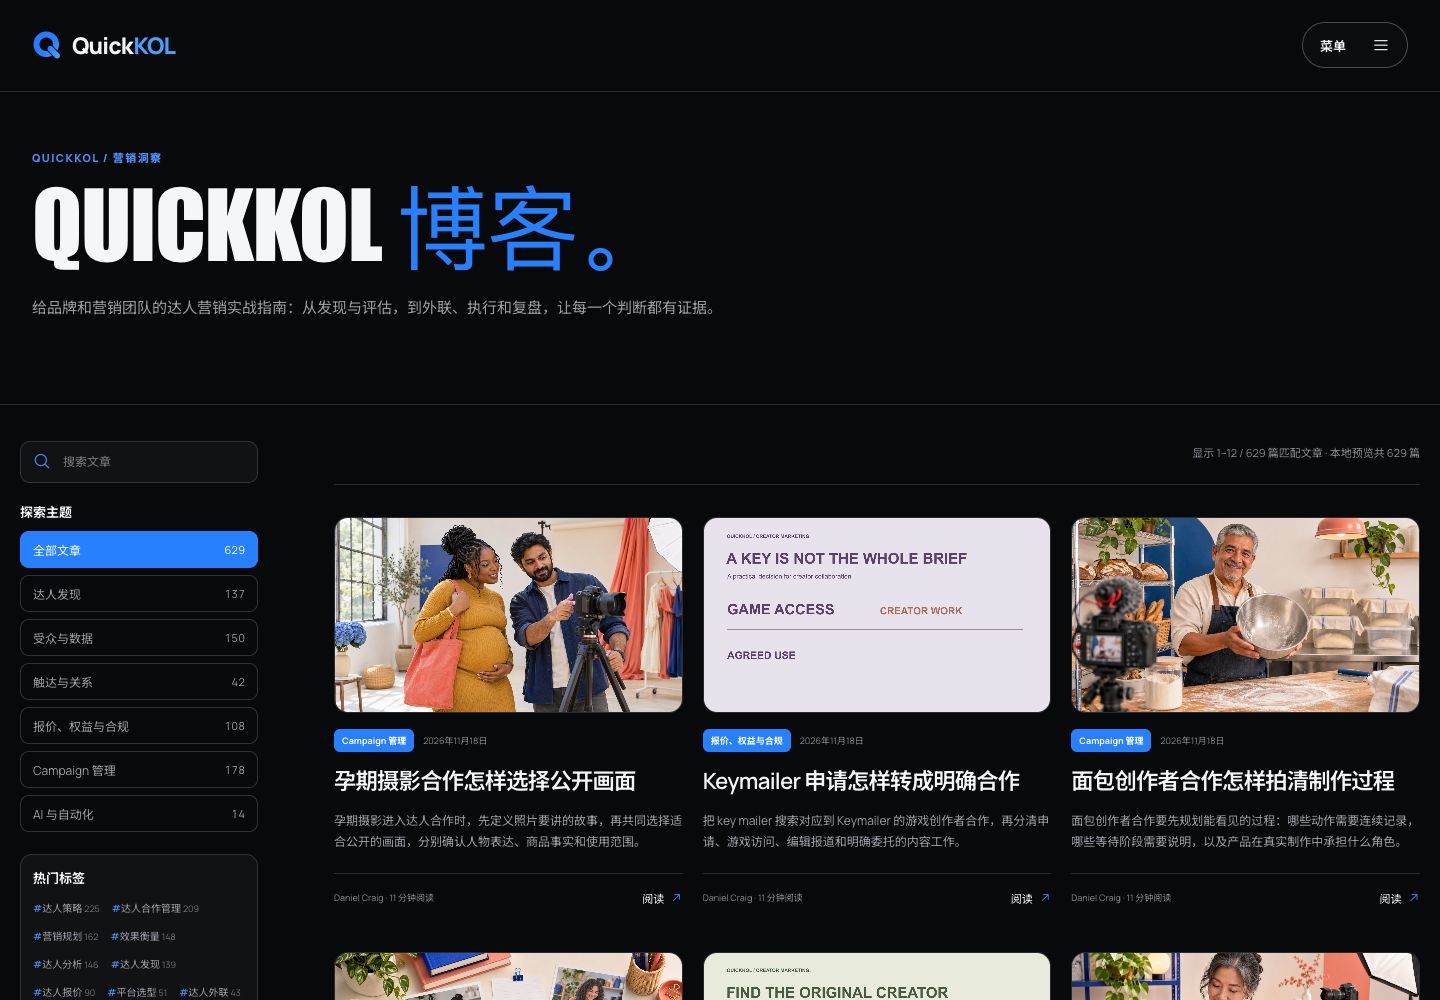 QuickKOL
菜单
QUICKKOL / 营销洞察
QUICKKOL 博客。
给品牌和营销团队的达人营销实战指南：从发现与评估，到外联、执行和复盘，让每一个判断都有证据。
搜索文章
探索主题
全部文章 629
达人发现 137
受众与数据 150
触达与关系 42
报价、权益与合规 108
Campaign 管理 178
AI 与自动化 14
热门标签
#达人策略 225 #达人合作管理 209
#营销规划 162 #效果衡量 148
#达人分析 146 #达人发现 139
#达人报价 90 #平台选型 51 #达人外联 43
显示 1–12 / 629 篇匹配文章 · 本地预览共 629 篇
Campaign 管理 2026年11月18日
孕期摄影合作怎样选择公开画面
孕期摄影进入达人合作时，先定义照片要讲的故事，再共同选择适
合公开的画面，分别确认人物表达、商品事实和使用范围。
Daniel Craig · 11 分钟阅读
阅读
QUICKKOL / CREATOR MARKETING
A KEY IS NOT THE WHOLE BRIEF
A practical decision for creator collaboration
GAME ACCESS CREATOR WORK
AGREED USE
报价、权益与合规 2026年11月18日
Keymailer 申请怎样转成明确合作
把 key mailer 搜索对应到 Keymailer 的游戏创作者合作，再分清申
请、游戏访问、编辑报道和明确委托的内容工作。
Daniel Craig · 11 分钟阅读
阅读
Campaign 管理 2026年11月18日
面包创作者合作怎样拍清制作过程
面包创作者合作要先规划能看见的过程：哪些动作需要连续记录，
哪些等待阶段需要说明，以及产品在真实制作中承担什么角色。
Daniel Craig · 11 分钟阅读
阅读
QUICKKOL / CREATOR MARKETING
FIND THE ORIGINAL CREATOR